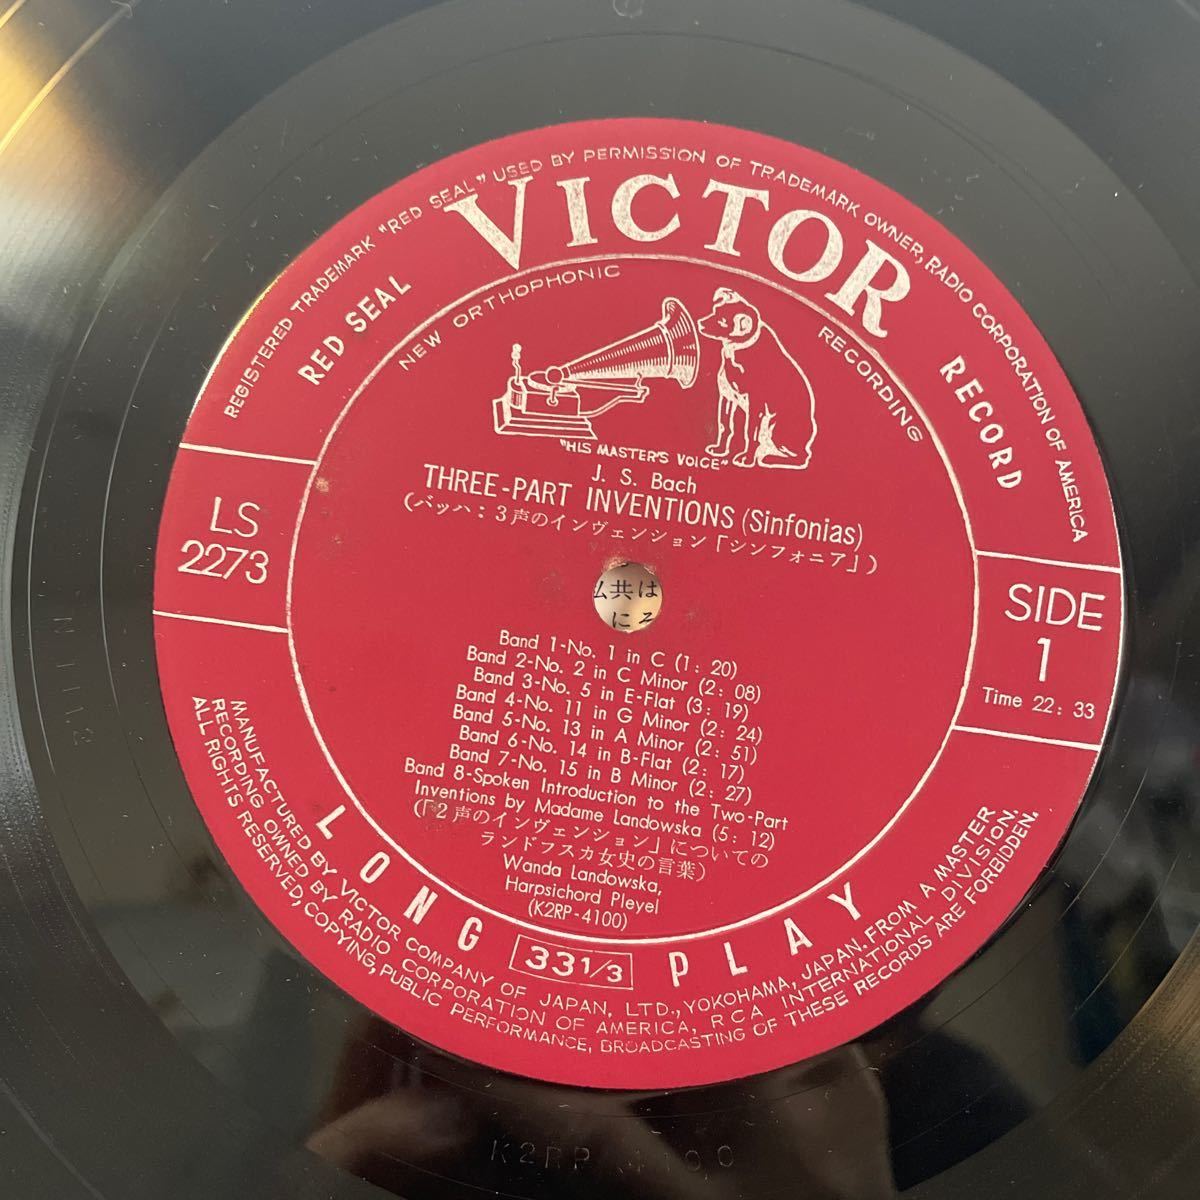 REGISTERED TRADEMARK "RED SEAL" USED BY PERMISSION OF TRADEMARK OWNER, RADIO CORPORATION OF AMERICA
VICTOR
RED SEAL
RECORD
NEW ORTHOPHONIC
RECORDING
"HIS MASTER'S VOICE"
J. S. Bach
THREE-PART INVENTIONS (Sinfonias)
(バッハ：3声のインヴェンション「シンフォニア」)
LS
2273
SIDE
1
Time 22: 33
共は
に
Band 1-No. 1 in C (1: 20)
Band 2-No. 2 in C Minor (2: 08)
Band 3-No. 5 in E-Flat (3: 19)
Band 4-No. 11 in G Minor (2: 24)
Band 5-No. 13 in A Minor (2: 51)
Band 6-No. 14 in B-Flat (2: 17)
Band 7-No. 15 in B Minor (2: 27)
Band 8-Spoken Introduction to the Two-Part
Inventions by Madame Landowska (5: 12)
(「2声のインヴェンション」についての
ランドフスカ女史の言葉)
Wanda Landowska,
Harpsichord Pleyel
(K2RP-4100)
LONG 33 1/3 PLAY
MANUFACTURED BY VICTOR COMPANY OF JAPAN, LTD., YOKOHAMA, JAPAN. FROM A MASTER
RECORDING OWNED BY RADIO CORPORATION OF AMERICA, RCA INTERNATIONAL DIVISION.
ALL RIGHTS RESERVED, COPYING, PUBLIC PERFORMANCE, BROADCASTING OF THESE RECORDS ARE FORBIDDEN.
K2RP 4100